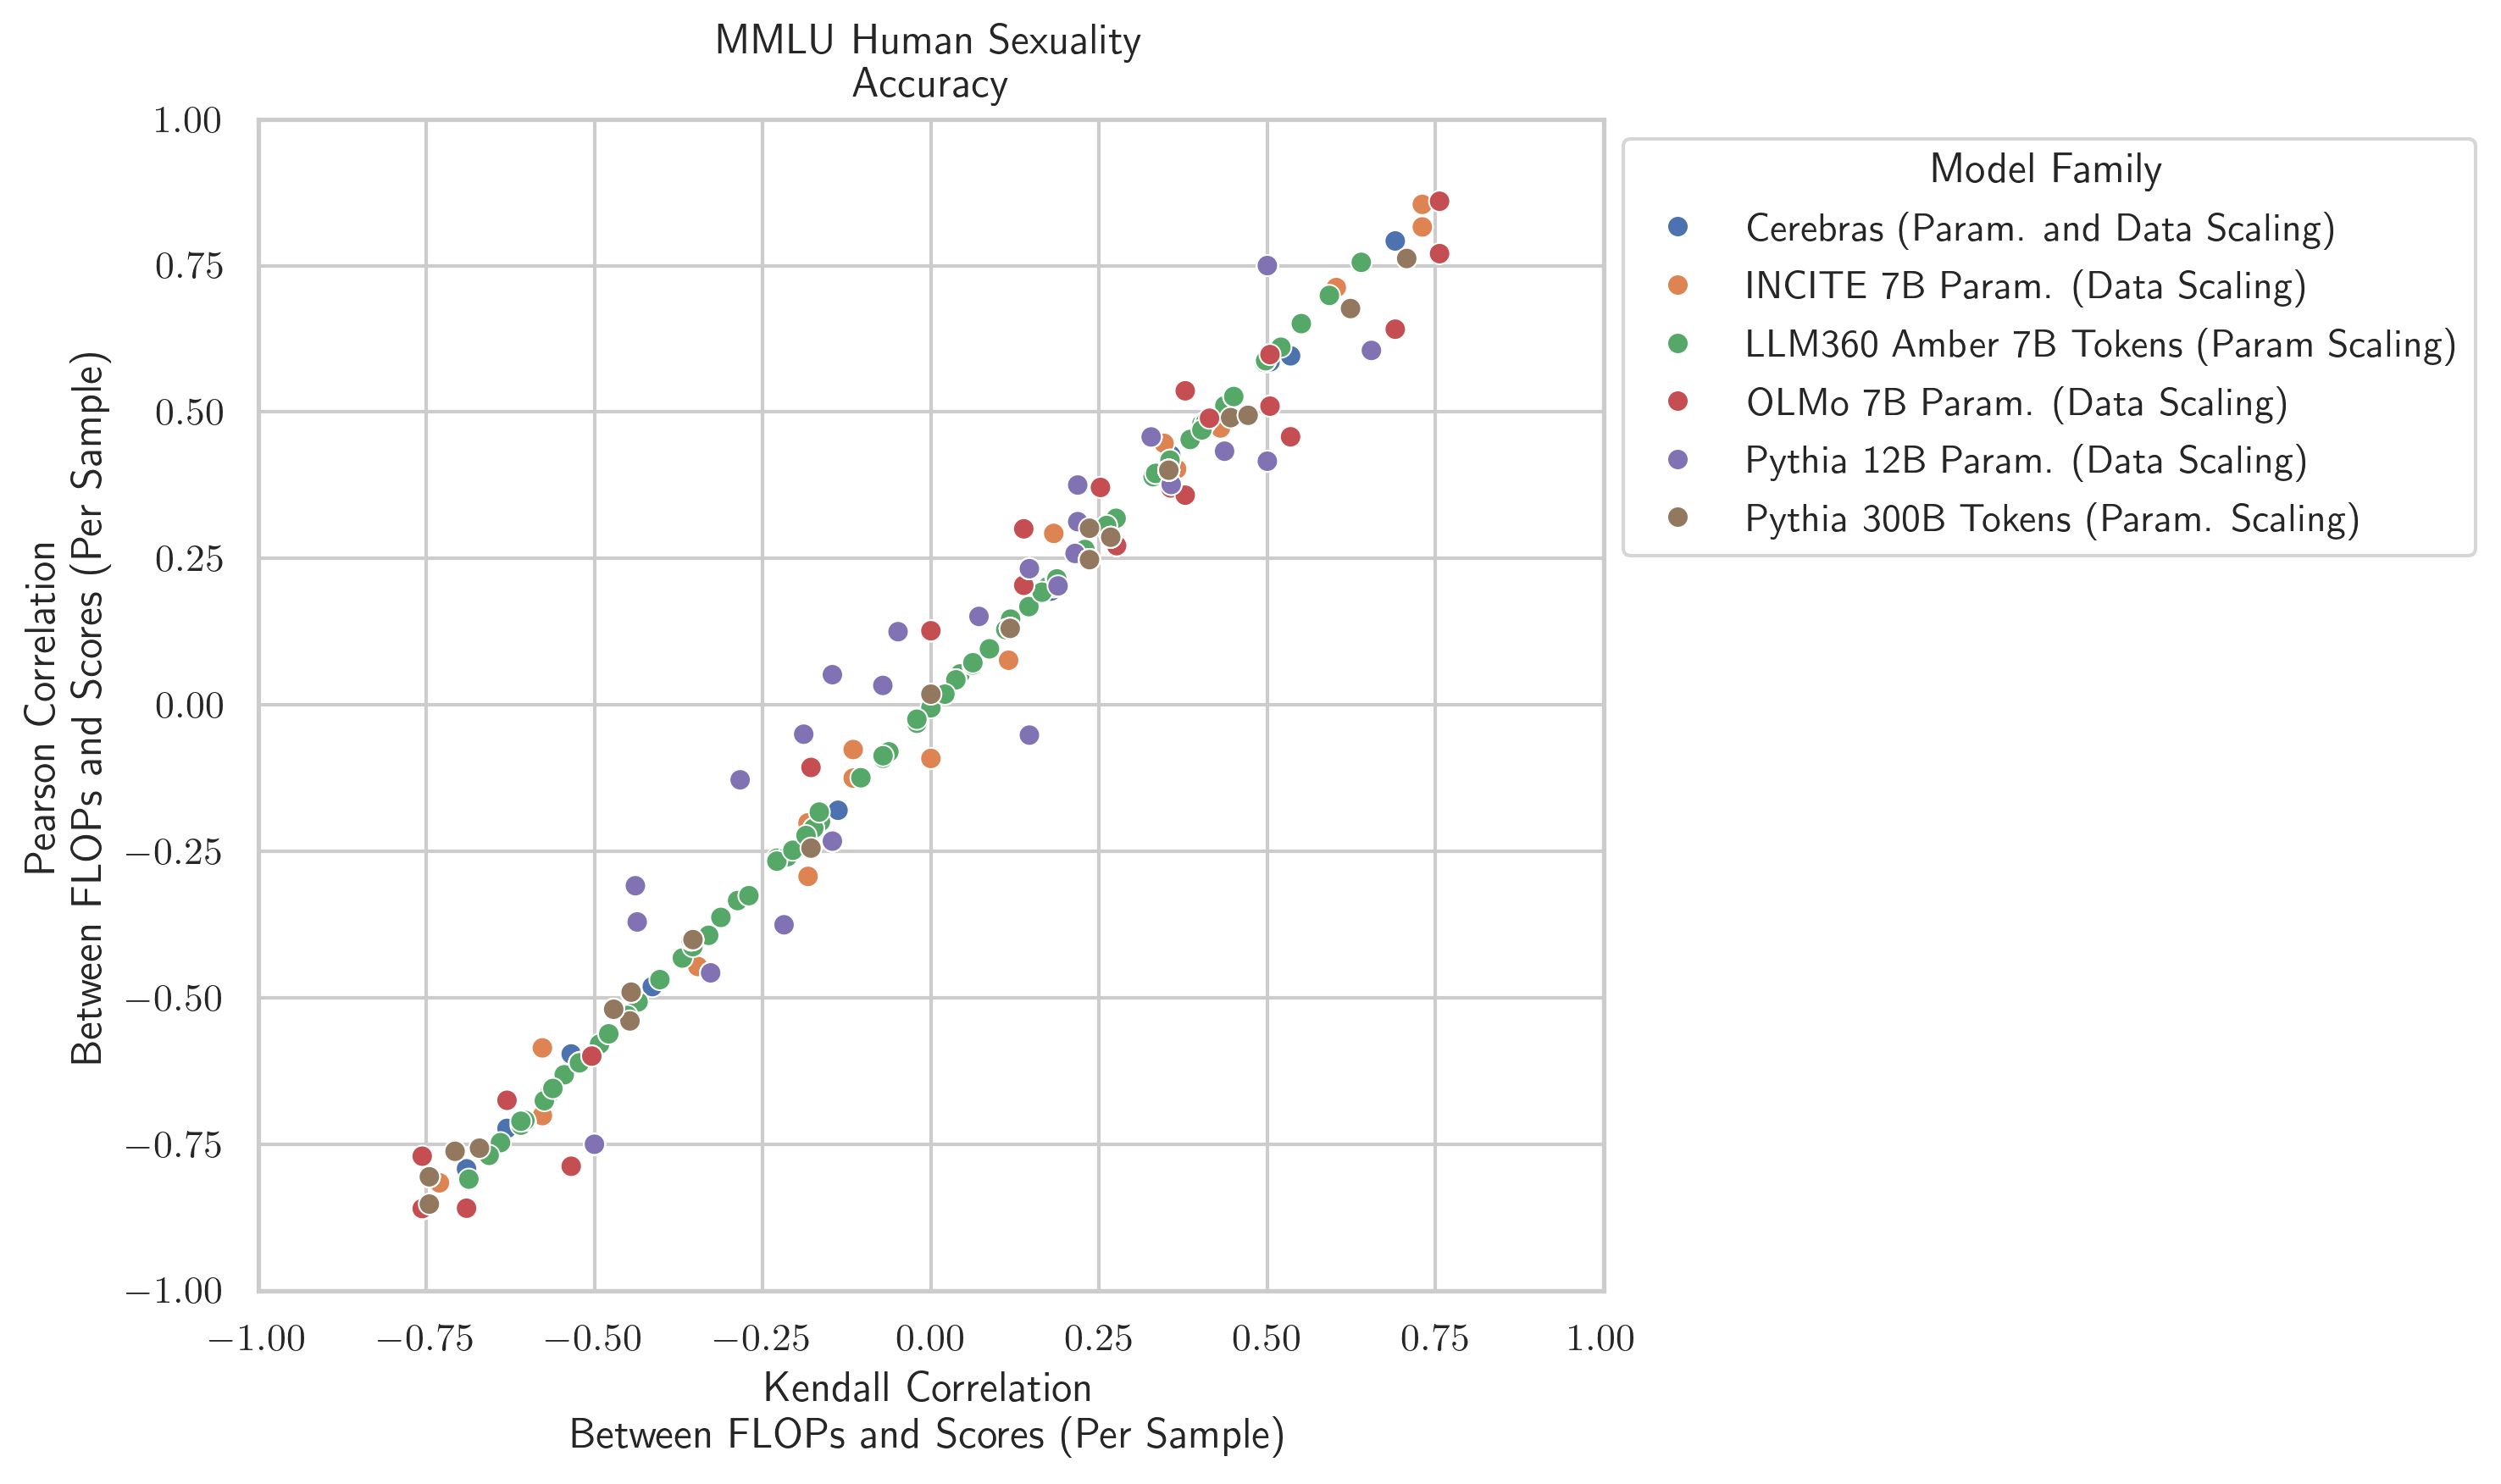 MMLU Human Sexuality
Accuracy
1.00
0.75
0.50
0.25
0.00
−0.25
−0.50
−0.75
−1.00
Pearson Correlation
Between FLOPs and Scores (Per Sample)
−1.00 −0.75 −0.50 −0.25 0.00 0.25 0.50 0.75 1.00
Kendall Correlation
Between FLOPs and Scores (Per Sample)
Model Family
Cerebras (Param. and Data Scaling)
INCITE 7B Param. (Data Scaling)
LLM360 Amber 7B Tokens (Param Scaling)
OLMo 7B Param. (Data Scaling)
Pythia 12B Param. (Data Scaling)
Pythia 300B Tokens (Param. Scaling)